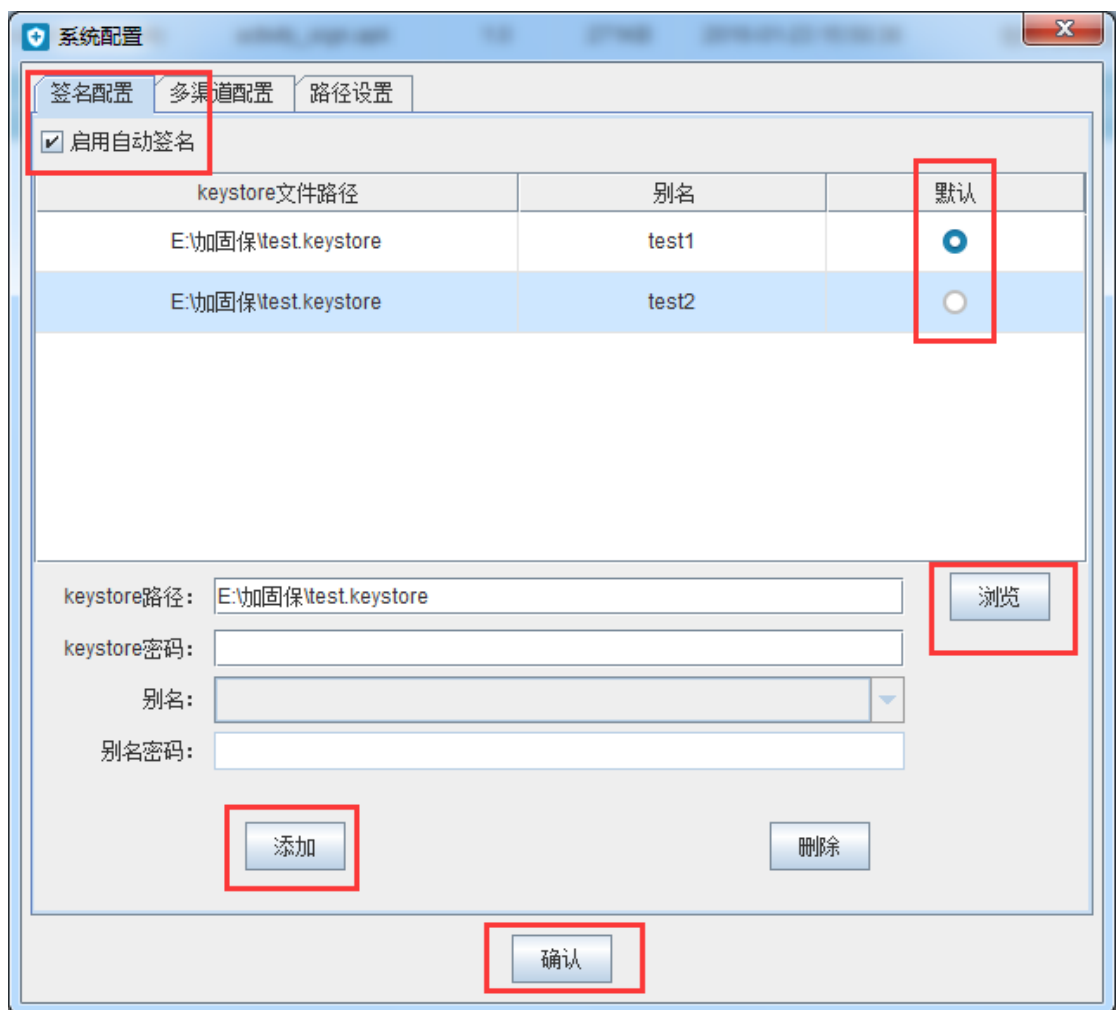 系统配置
签名配置 多渠道配置 路径设置
启用自动签名
keystore文件路径 别名 默认
E:\加固保\test.keystore test1
E:\加固保\test.keystore test2
keystore路径： E:\加固保\test.keystore 浏览
keystore密码：
别名：
别名密码：
添加 删除
确认